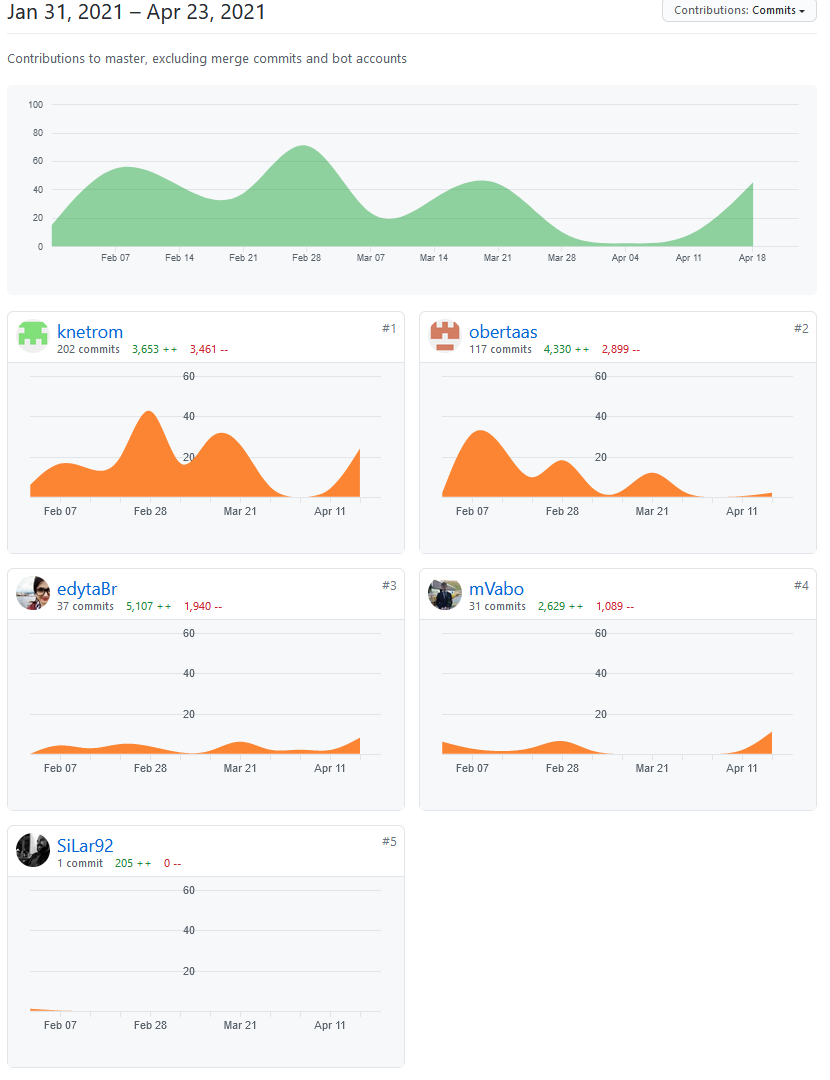 Jan 31, 2021 – Apr 23, 2021
Contributions: Commits
Contributions to master, excluding merge commits and bot accounts
100
80
60
40
20
0
Feb 07 Feb 14 Feb 21 Feb 28 Mar 07 Mar 14 Mar 21 Mar 28 Apr 04 Apr 11 Apr 18
knetrom #1
202 commits 3,653 ++ 3,461 --
60
40
20
Feb 07 Feb 28 Mar 21 Apr 11
obertaas #2
117 commits 4,330 ++ 2,899 --
60
40
20
Feb 07 Feb 28 Mar 21 Apr 11
edytaBr #3
37 commits 5,107 ++ 1,940 --
60
40
20
Feb 07 Feb 28 Mar 21 Apr 11
mVabo #4
31 commits 2,629 ++ 1,089 --
60
40
20
Feb 07 Feb 28 Mar 21 Apr 11
SiLar92 #5
1 commit 205 ++ 0 --
60
40
20
Feb 07 Feb 28 Mar 21 Apr 11